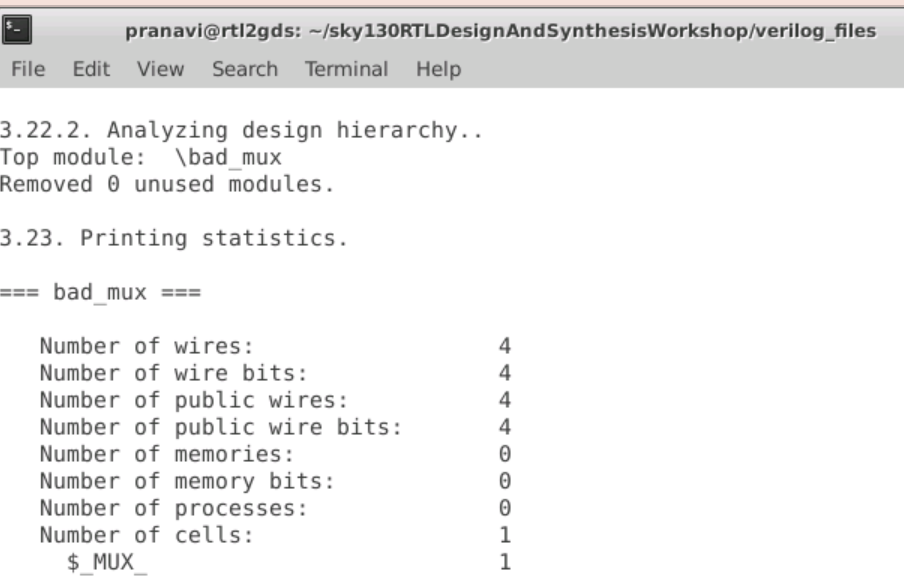 pranavi@rtl2gds: ~/sky130RTLDesignAndSynthesisWorkshop/verilog_files
File Edit View Search Terminal Help
3.22.2. Analyzing design hierarchy..
Top module:  \bad_mux
Removed 0 unused modules.
3.23. Printing statistics.
=== bad_mux ===
Number of wires: 4
Number of wire bits: 4
Number of public wires: 4
Number of public wire bits: 4
Number of memories: 0
Number of memory bits: 0
Number of processes: 0
Number of cells: 1
$_MUX_ 1